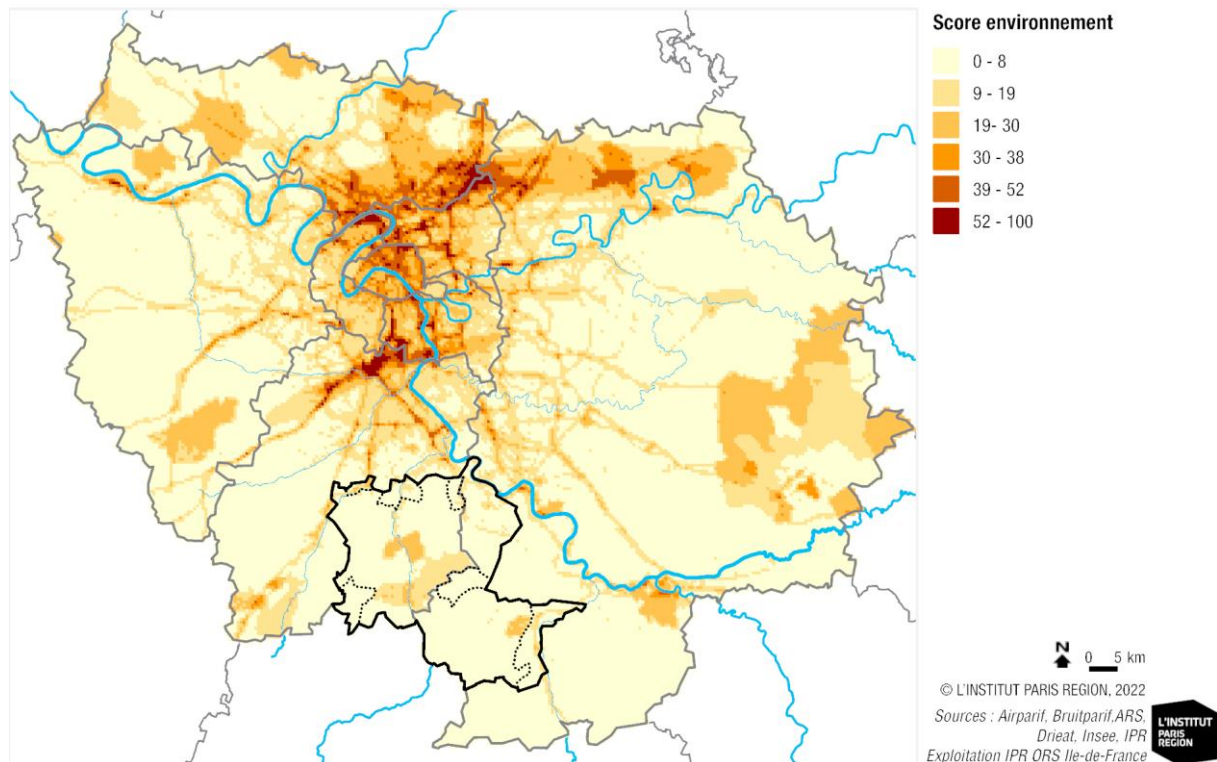 Score environnement
0 - 8
9 - 19
19- 30
30 - 38
39 - 52
52 - 100
N
0 5 km
© L'INSTITUT PARIS REGION, 2022
Sources : Airparif, Bruitparif,ARS,
Drieat, Insee, IPR
Exploitation IPR ORS Ile-de-France
L'INSTITUT
PARIS
REGION